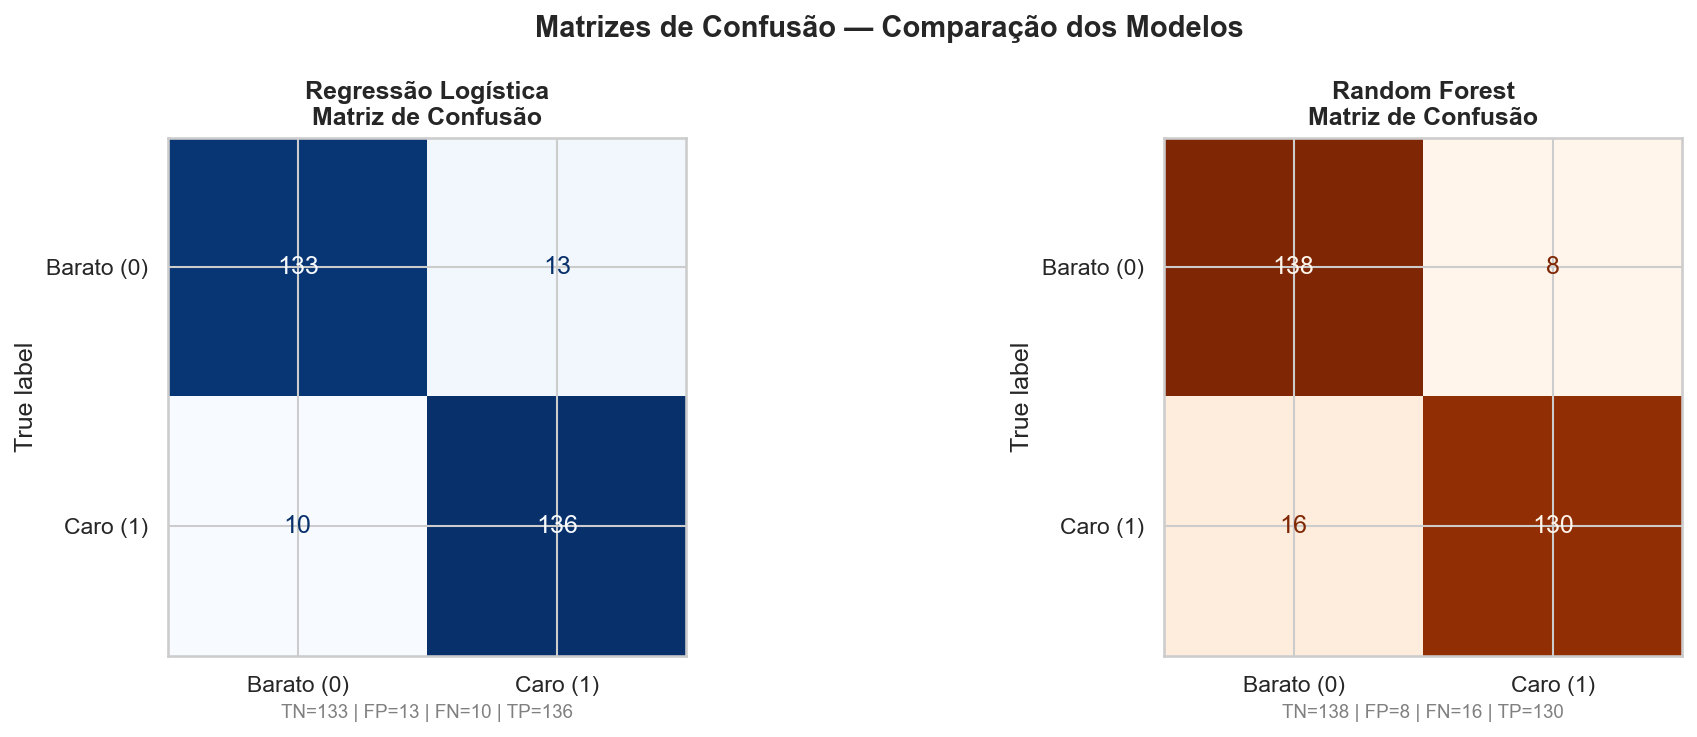 Matrizes de Confusão — Comparação dos Modelos
Regressão Logística
Matriz de Confusão
Barato (0)
133
13
True label
Caro (1)
10
136
Barato (0)
Caro (1)
TN=133 | FP=13 | FN=10 | TP=136
Random Forest
Matriz de Confusão
Barato (0)
138
8
True label
Caro (1)
16
130
Barato (0)
Caro (1)
TN=138 | FP=8 | FN=16 | TP=130